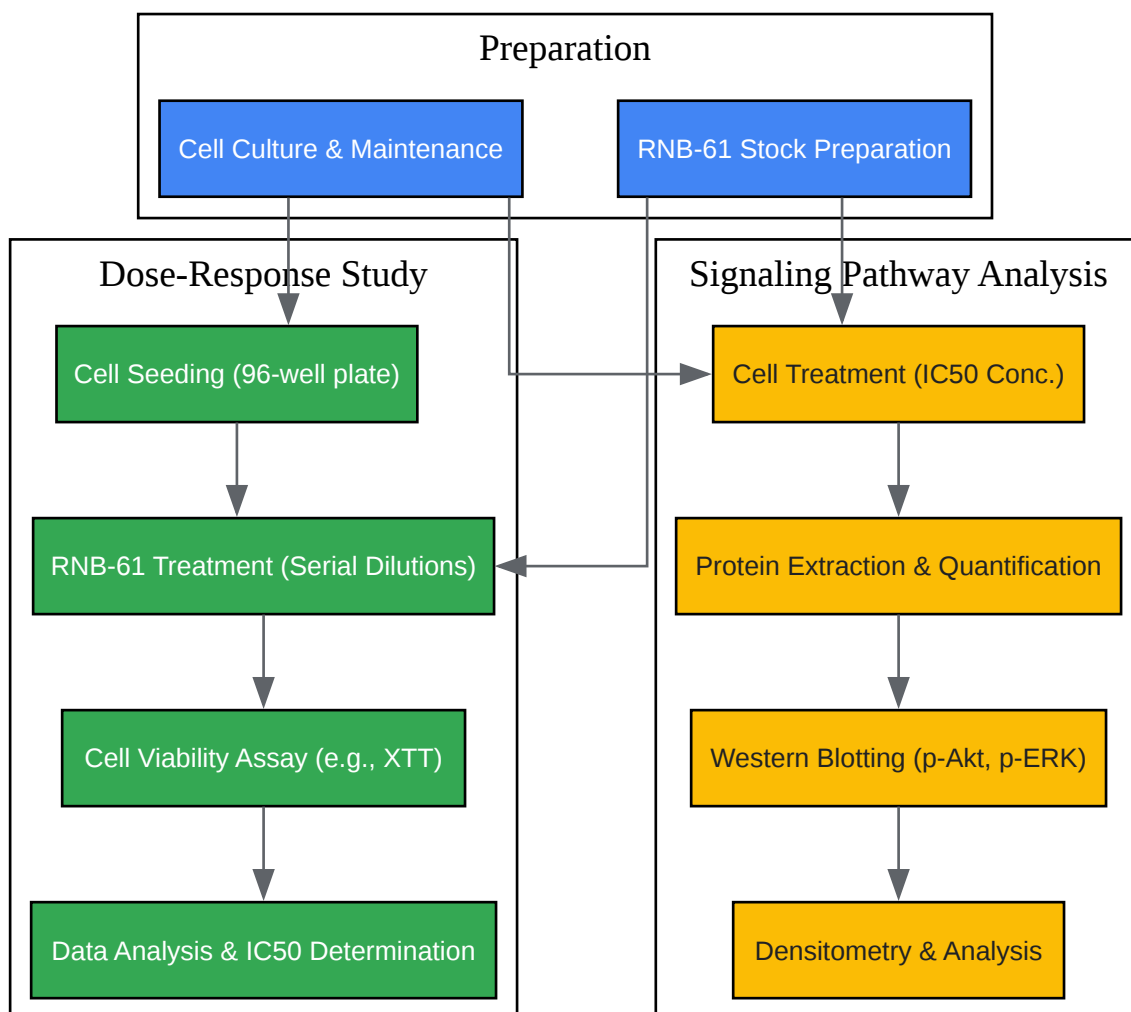 Preparation
Cell Culture & Maintenance
RNB-61 Stock Preparation
Dose-Response Study
Cell Seeding (96-well plate)
RNB-61 Treatment (Serial Dilutions)
Cell Viability Assay (e.g., XTT)
Data Analysis & IC50 Determination
Signaling Pathway Analysis
Cell Treatment (IC50 Conc.)
Protein Extraction & Quantification
Western Blotting (p-Akt, p-ERK)
Densitometry & Analysis